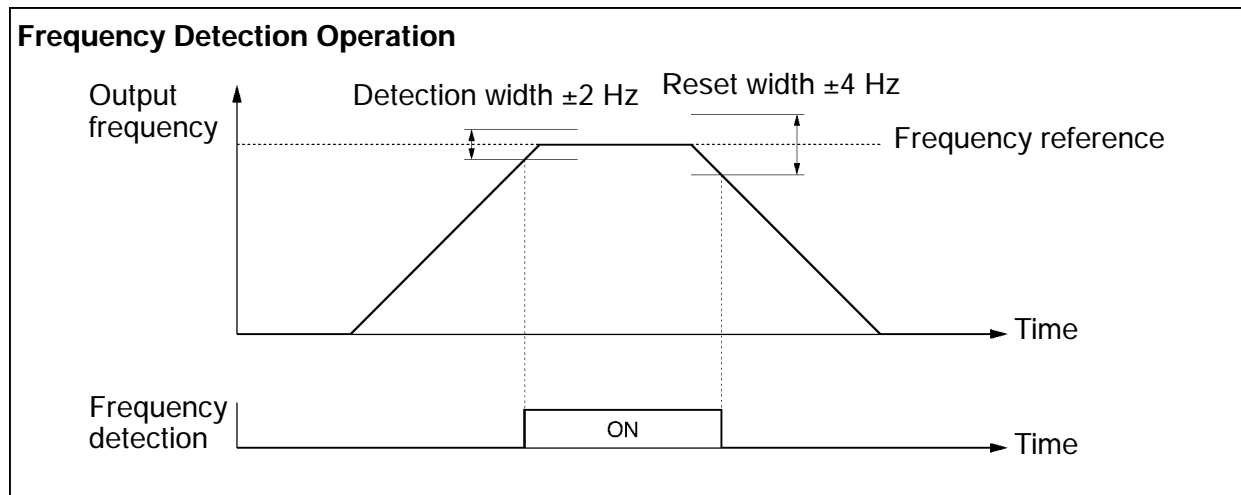 Frequency Detection Operation
Output
frequency
Detection width ±2 Hz
Reset width ±4 Hz
Frequency reference
Time
Frequency
detection
ON
Time